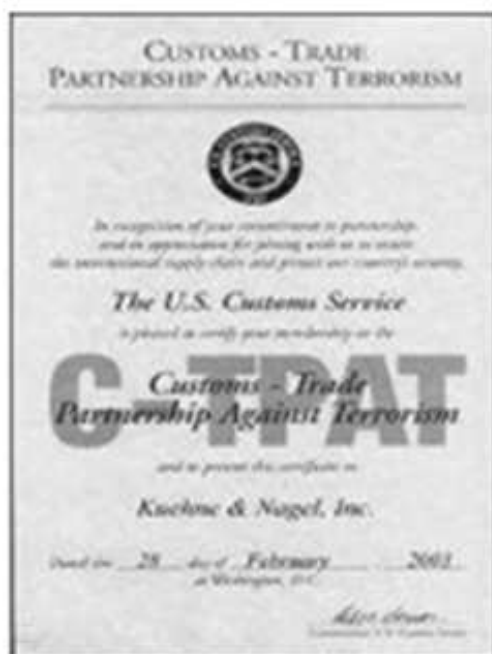 CUSTOMS - TRADE
PARTNERSHIP AGAINST TERRORISM
In recognition of your commitment to partnership
and in appreciation for joining with us to secure
the international supply chain and protect our country's security,
The U.S. Customs Service
is pleased to certify your membership in the
C-TPAT
Customs - Trade
Partnership Against Terrorism
and to present this certificate to
Kuehne & Nagel, Inc.
Dated this 28 day of February 2003
at Washington, D.C.